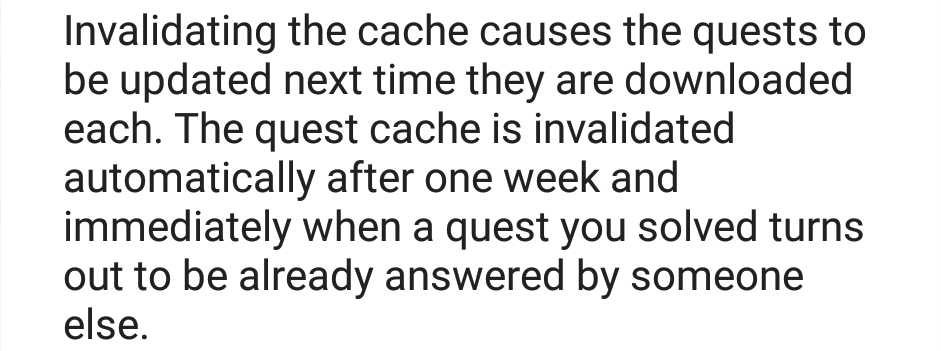 Invalidating the cache causes the quests to
be updated next time they are downloaded
each. The quest cache is invalidated
automatically after one week and
immediately when a quest you solved turns
out to be already answered by someone
else.